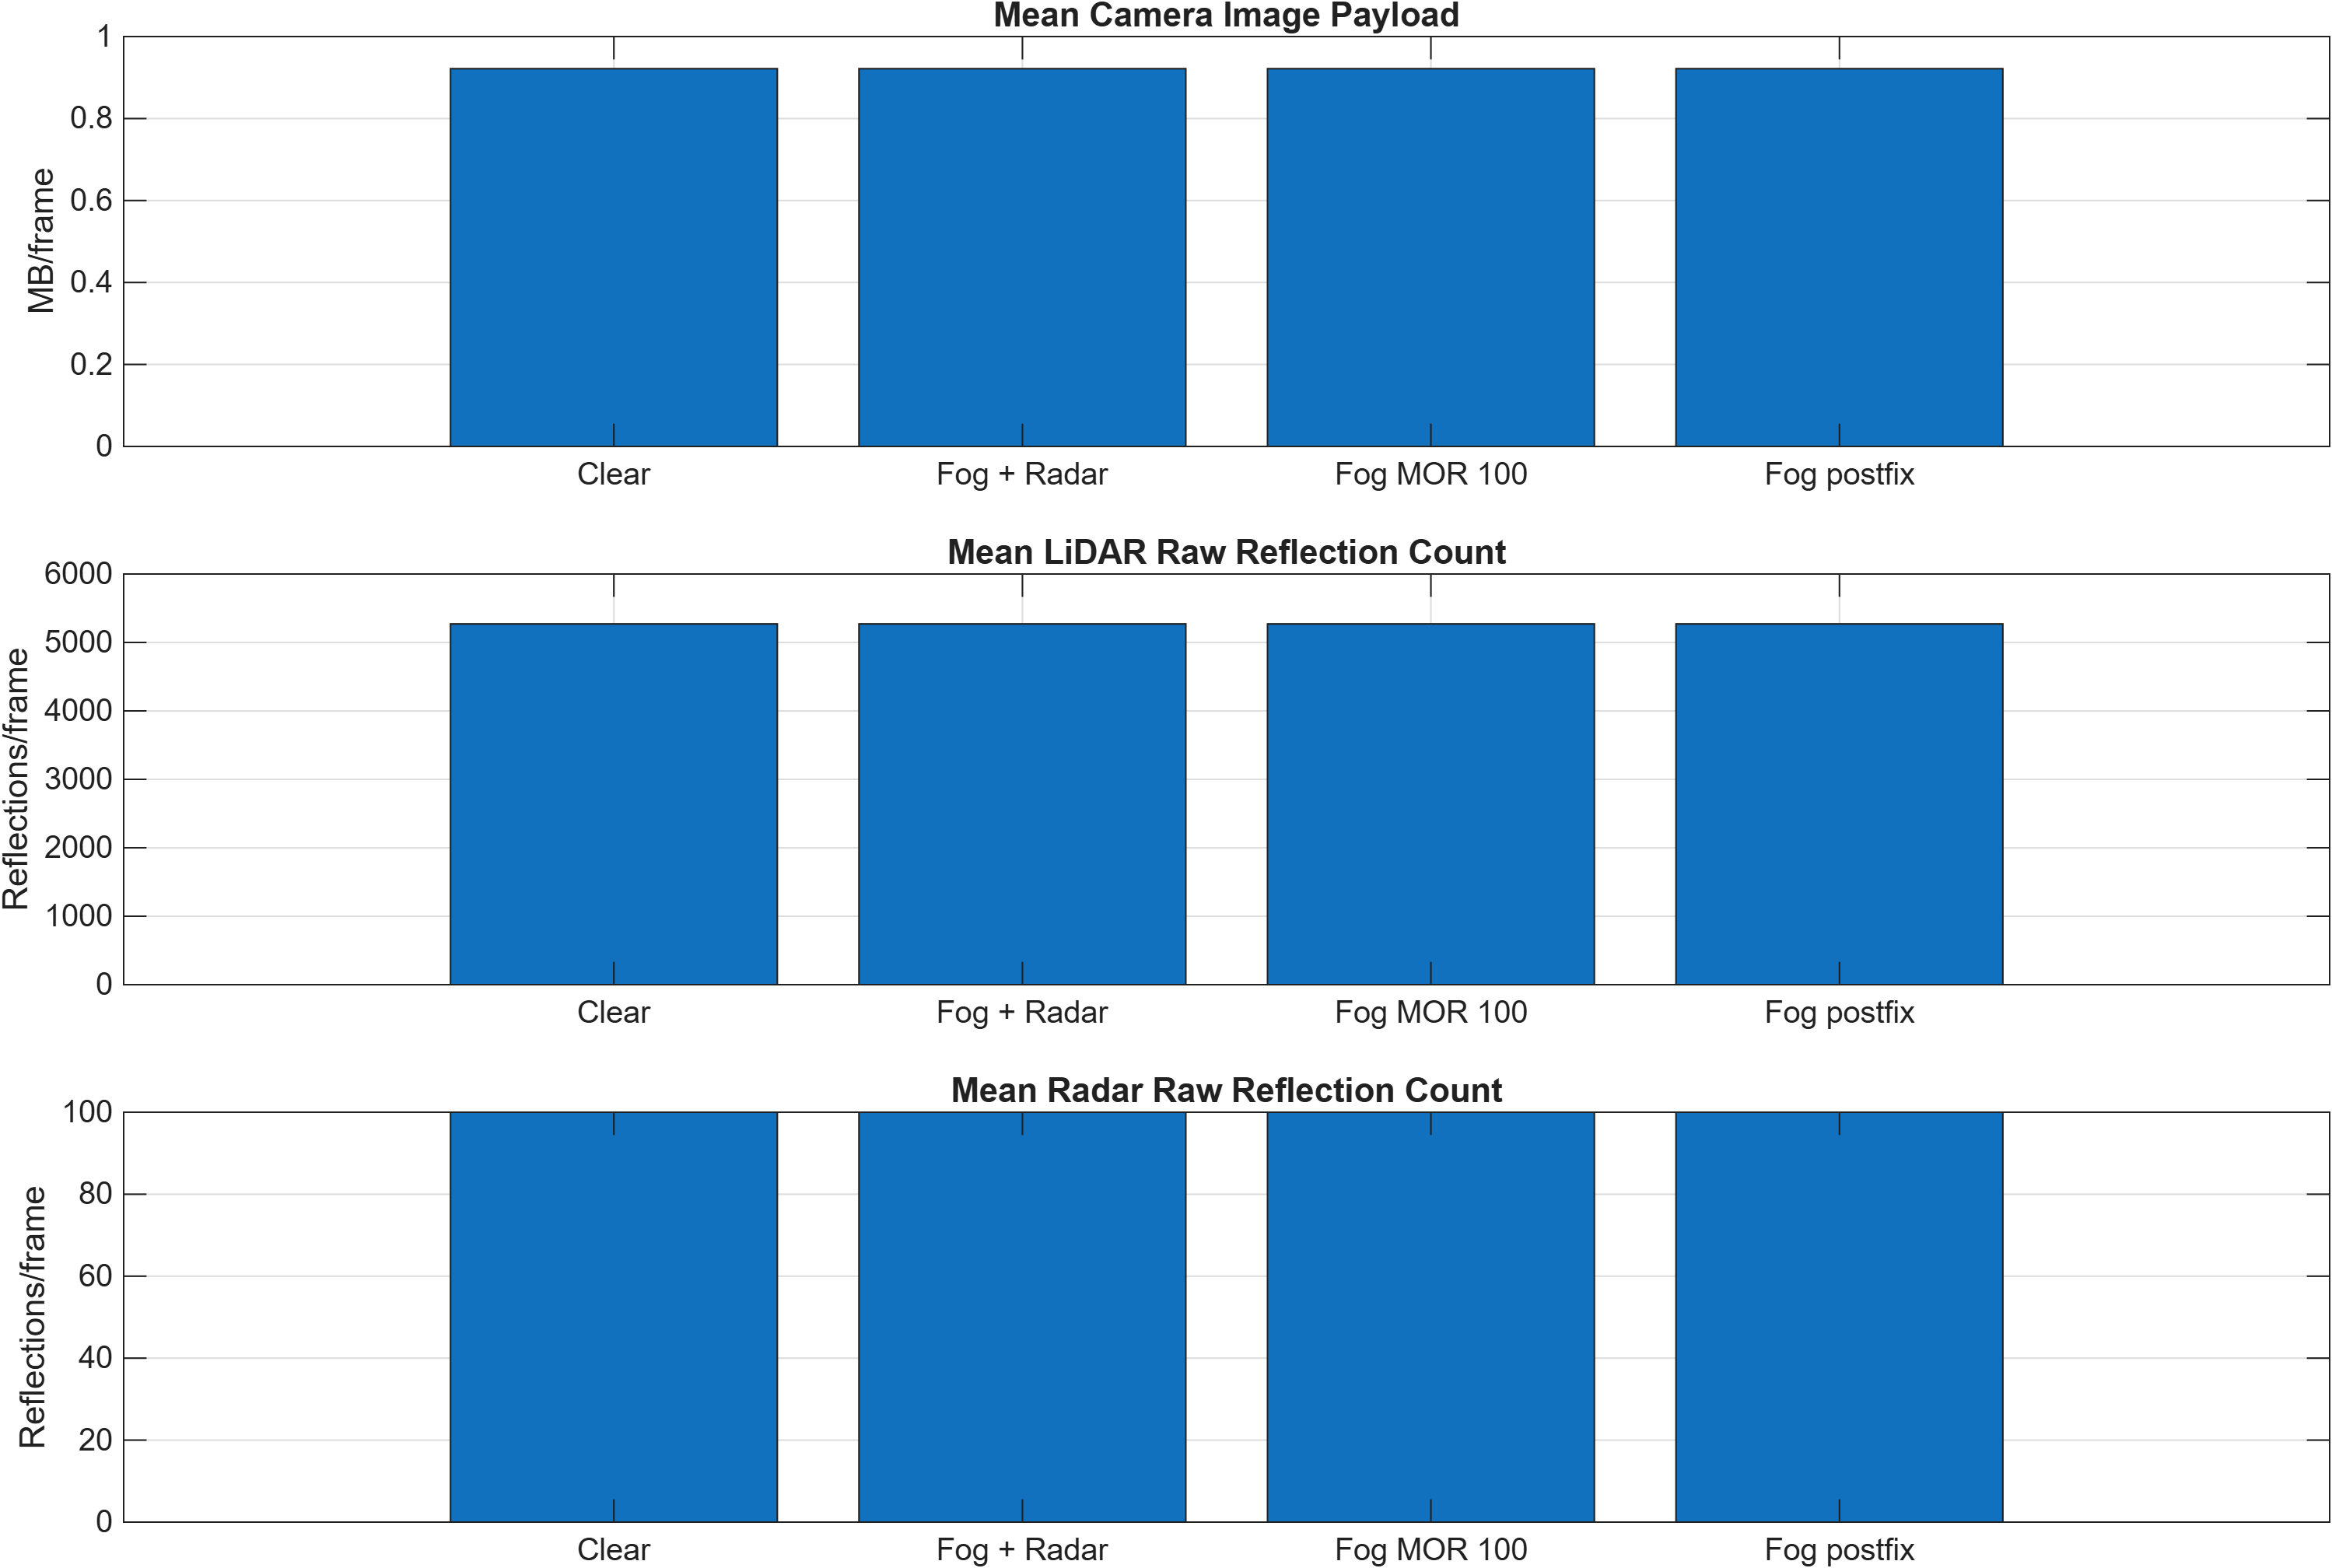 Mean Camera Image Payload
1
0.8
0.6
0.4
0.2
0
MB/frame
Clear
Fog + Radar
Fog MOR 100
Fog postfix
Mean LiDAR Raw Reflection Count
6000
5000
4000
3000
2000
1000
0
Reflections/frame
Clear
Fog + Radar
Fog MOR 100
Fog postfix
Mean Radar Raw Reflection Count
100
80
60
40
20
0
Reflections/frame
Clear
Fog + Radar
Fog MOR 100
Fog postfix